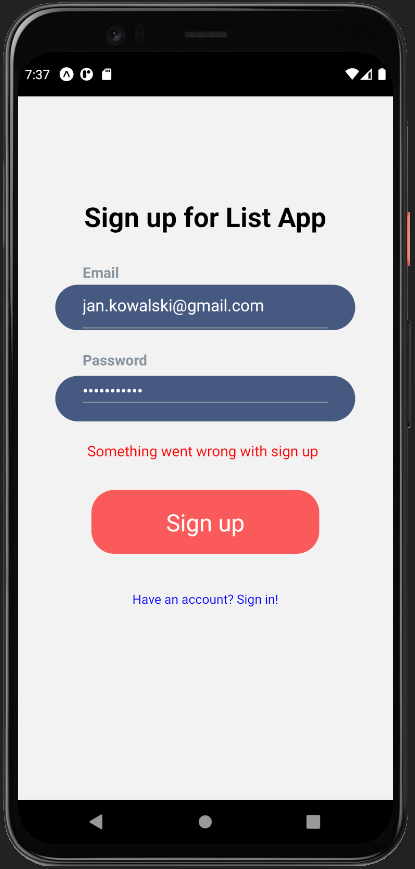 7:37
Sign up for List App
Email
jan.kowalski@gmail.com
Password
•••••••••••
Something went wrong with sign up
Sign up
Have an account? Sign in!